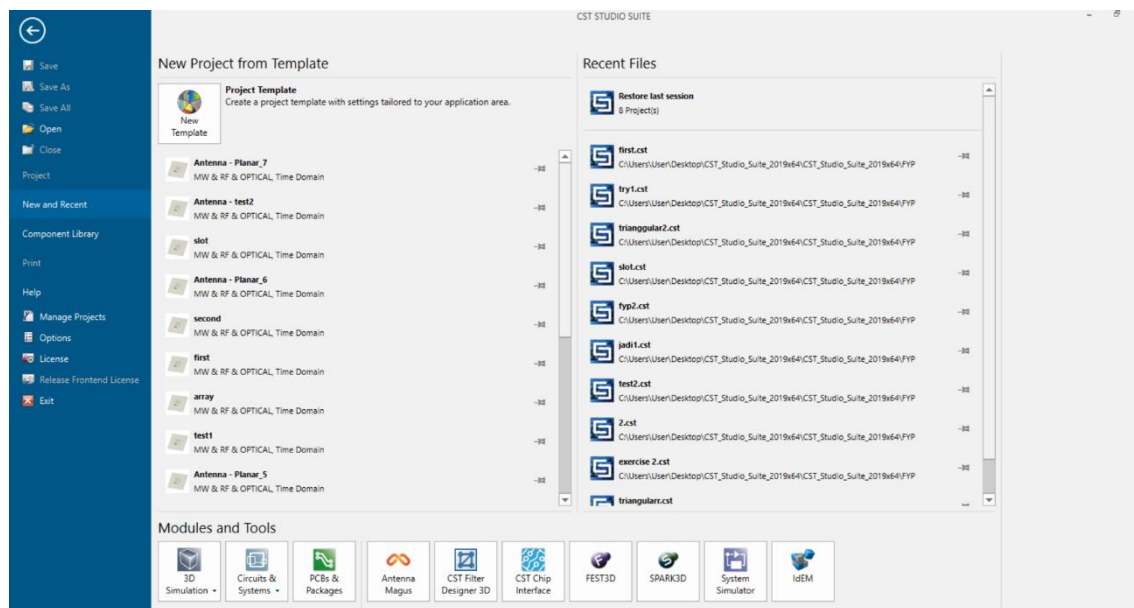 CST STUDIO SUITE
Save
Save As
Save All
Open
Close
Project
New and Recent
Component Library
Print
Help
Manage Projects
Options
License
Release Frontend License
Exit
New Project from Template
New Template
Project Template
Create a project template with settings tailored to your application area.
Antenna - Planar_7
MW & RF & OPTICAL, Time Domain
Antenna - test2
MW & RF & OPTICAL, Time Domain
slot
MW & RF & OPTICAL, Time Domain
Antenna - Planar_6
MW & RF & OPTICAL, Time Domain
second
MW & RF & OPTICAL, Time Domain
first
MW & RF & OPTICAL, Time Domain
array
MW & RF & OPTICAL, Time Domain
test1
MW & RF & OPTICAL, Time Domain
Antenna - Planar_5
MW & RF & OPTICAL, Time Domain
Recent Files
Restore last session
8 Project(s)
first.cst
C:\Users\User\Desktop\CST_Studio_Suite_2019x64\CST_Studio_Suite_2019x64\FYP
try1.cst
C:\Users\User\Desktop\CST_Studio_Suite_2019x64\CST_Studio_Suite_2019x64\FYP
trianggular2.cst
C:\Users\User\Desktop\CST_Studio_Suite_2019x64\CST_Studio_Suite_2019x64\FYP
slot.cst
C:\Users\User\Desktop\CST_Studio_Suite_2019x64\CST_Studio_Suite_2019x64\FYP
fyp2.cst
C:\Users\User\Desktop\CST_Studio_Suite_2019x64\CST_Studio_Suite_2019x64\FYP
jadi1.cst
C:\Users\User\Desktop\CST_Studio_Suite_2019x64\CST_Studio_Suite_2019x64\FYP
test2.cst
C:\Users\User\Desktop\CST_Studio_Suite_2019x64\CST_Studio_Suite_2019x64\FYP
2.cst
C:\Users\User\Desktop\CST_Studio_Suite_2019x64\CST_Studio_Suite_2019x64\FYP
exercise 2.cst
C:\Users\User\Desktop\CST_Studio_Suite_2019x64\CST_Studio_Suite_2019x64\FYP
triangularr.cst
Modules and Tools
3D
Simulation
Circuits &
Systems
PCBs &
Packages
Antenna
Magus
CST Filter
Designer 3D
CST Chip
Interface
FEST3D
SPARK3D
System
Simulator
IdEM